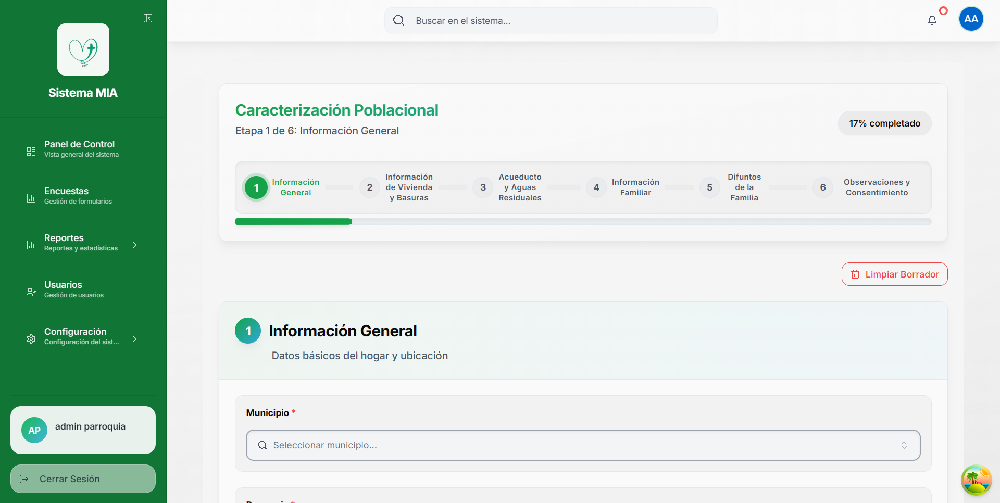 Sistema MIA
Panel de Control
Vista general del sistema
Encuestas
Gestión de formularios
Reportes
Reportes y estadísticas
Usuarios
Gestión de usuarios
Configuración
Configuración del sist...
AP
admin parroquia
Cerrar Sesión
Buscar en el sistema...
AA
Caracterización Poblacional
Etapa 1 de 6: Información General
17% completado
1
Información
General
2
Información
de Vivienda
y Basuras
3
Acueducto
y Aguas
Residuales
4
Información
Familiar
5
Difuntos
de la
Familia
6
Observaciones y
Consentimiento
Limpiar Borrador
1
Información General
Datos básicos del hogar y ubicación
Municipio *
Seleccionar municipio...